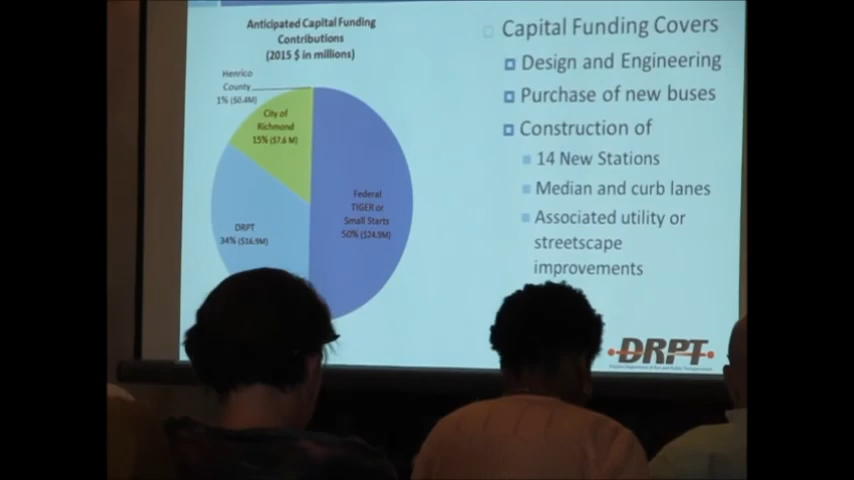 Anticipated Capital Funding
Contributions
(2015 $ in millions)
Henrico
County
1% ($0.4M)
City of
Richmond
15% ($7.6 M)
Federal
TIGER or
Small Starts
50% ($24.9M)
DRPT
34% ($16.9M)
Capital Funding Covers
Design and Engineering
Purchase of new buses
Construction of
14 New Stations
Median and curb lanes
Associated utility or
streetscape
improvements
DRPT